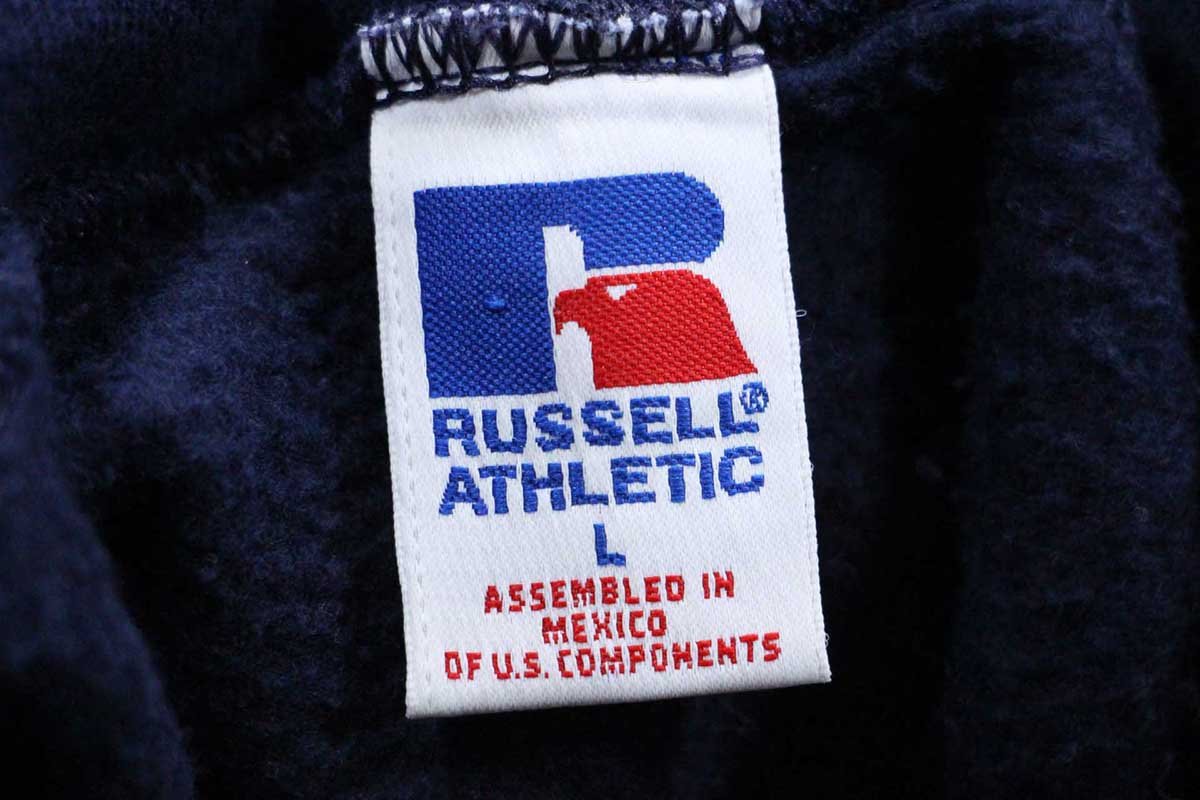 RUSSELL®
ATHLETIC
L
ASSEMBLED IN
MEXICO
OF U.S. COMPONENTS